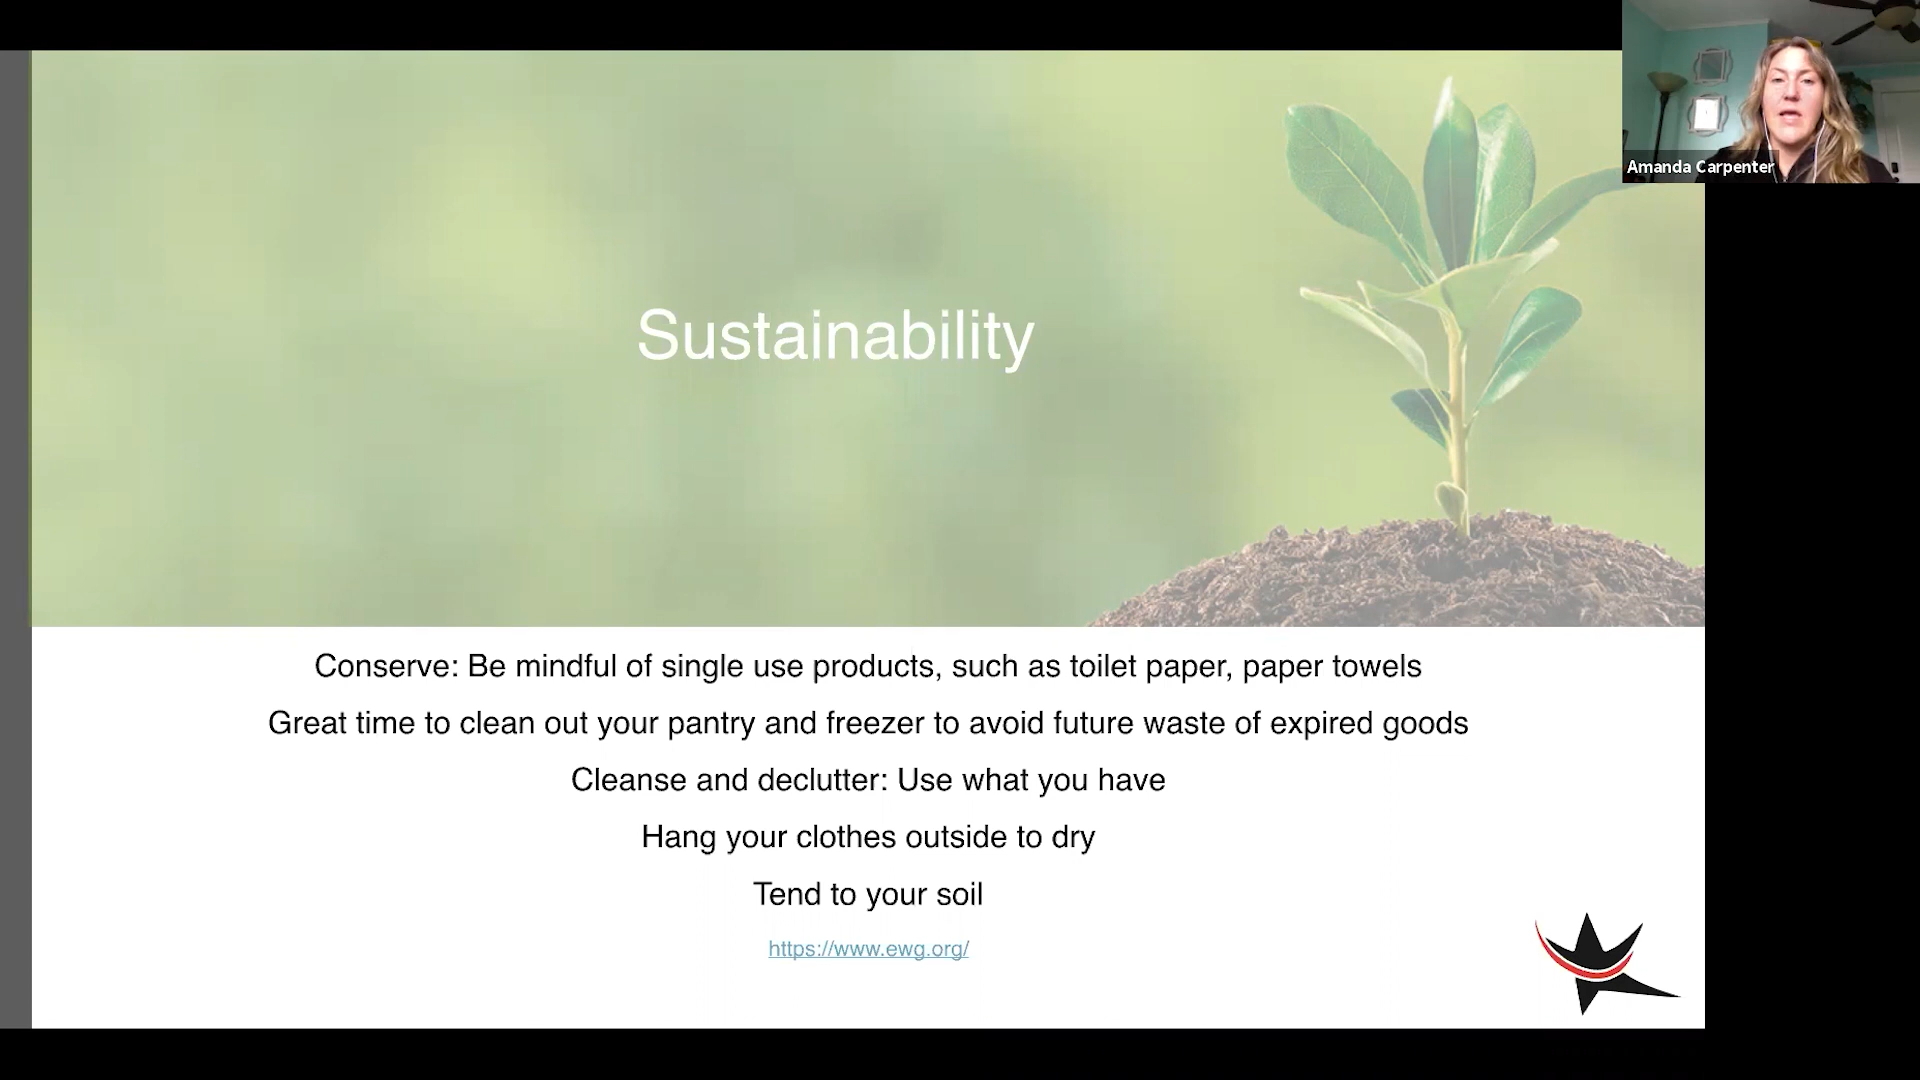 Amanda Carpenter
Sustainability
Conserve: Be mindful of single use products, such as toilet paper, paper towels
Great time to clean out your pantry and freezer to avoid future waste of expired goods
Cleanse and declutter: Use what you have
Hang your clothes outside to dry
Tend to your soil
https://www.ewg.org/